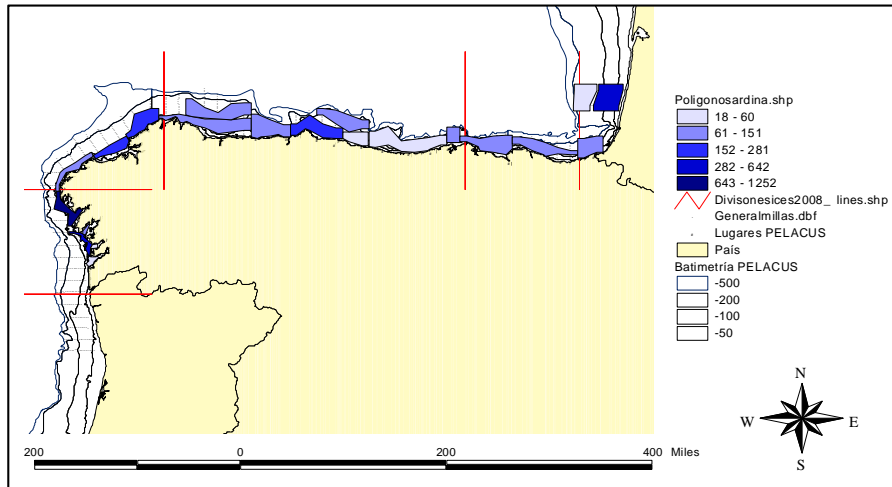 Poligonosardina.shp
18 - 60
61 - 151
152 - 281
282 - 642
643 - 1252
Divisonesices2008_ lines.shp
Generalmillas.dbf
Lugares PELACUS
País
Batimetría PELACUS
-500
-200
-100
-50
N
W E
S
200 0 200 400 Miles